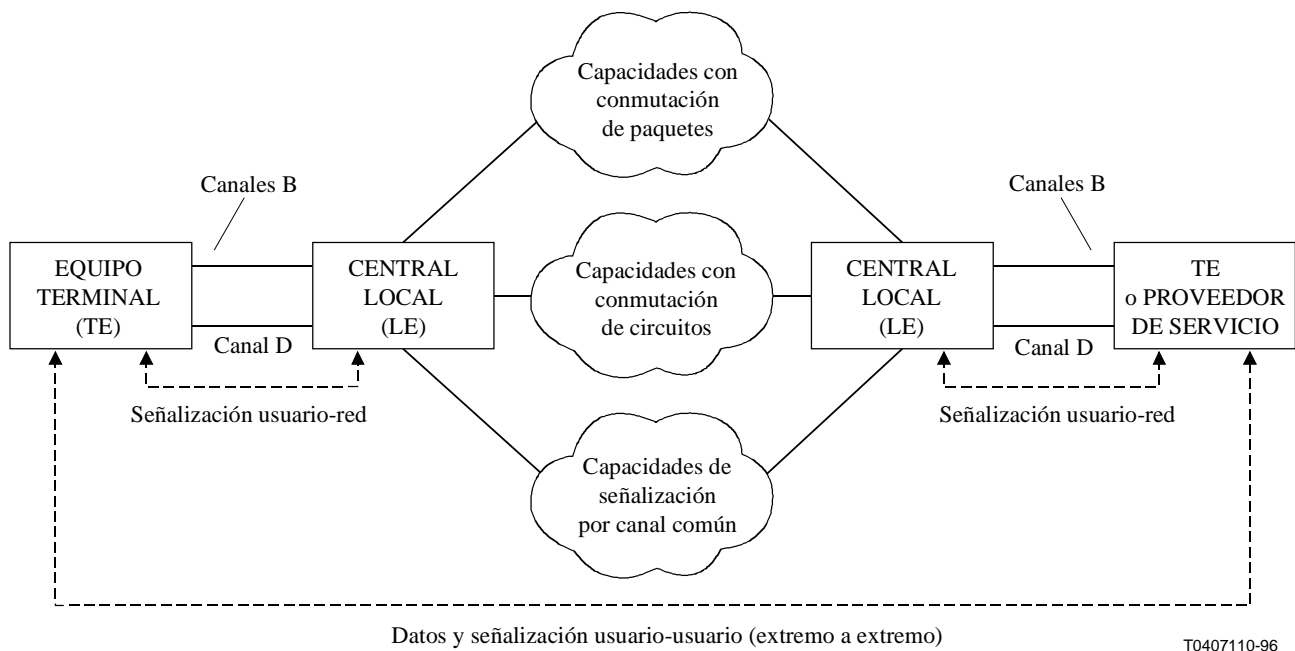 Capacidades con
conmutación
de paquetes
Canales B
Canales B
EQUIPO
TERMINAL
(TE)
CENTRAL
LOCAL
(LE)
Capacidades con
conmutación
de circuitos
CENTRAL
LOCAL
(LE)
TE
o PROVEEDOR
DE SERVICIO
Canal D
Canal D
Señalización usuario-red
Señalización usuario-red
Capacidades de
señalización
por canal común
Datos y señalización usuario-usuario (extremo a extremo)
T0407110-96